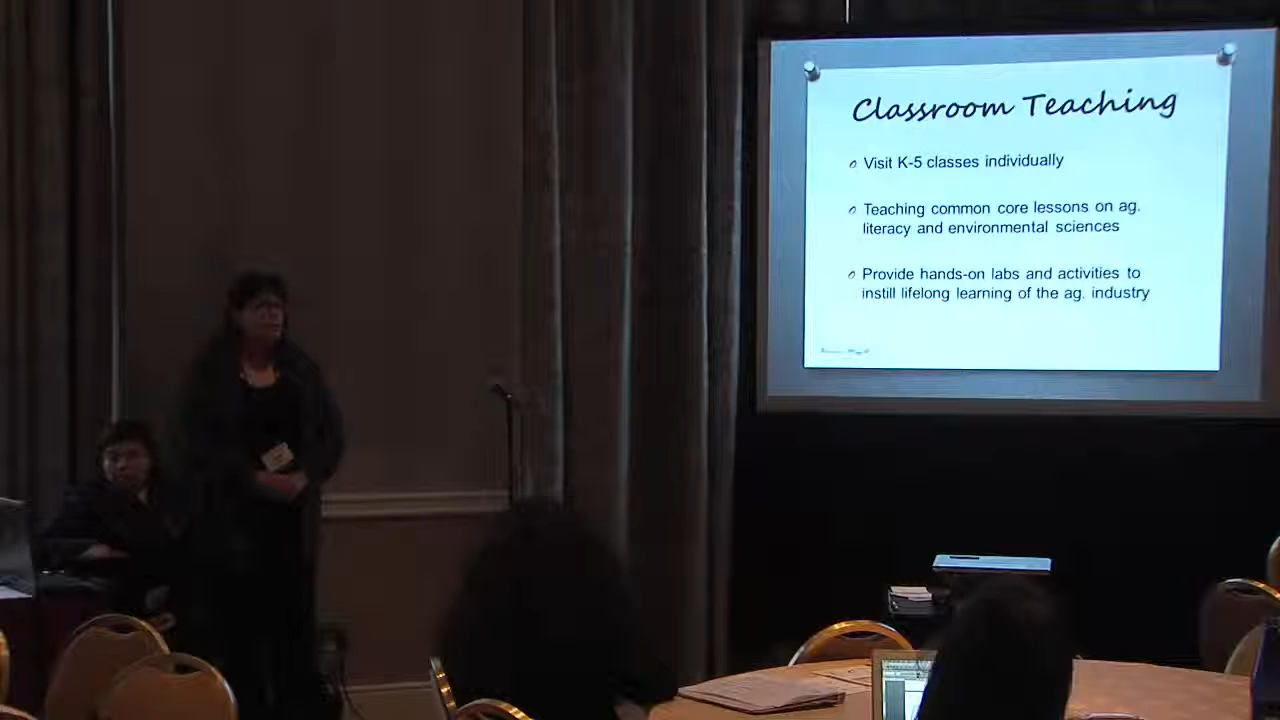 Classroom Teaching
Visit K-5 classes individually
Teaching common core lessons on ag.
literacy and environmental sciences
Provide hands-on labs and activities to
instill lifelong learning of the ag. industry